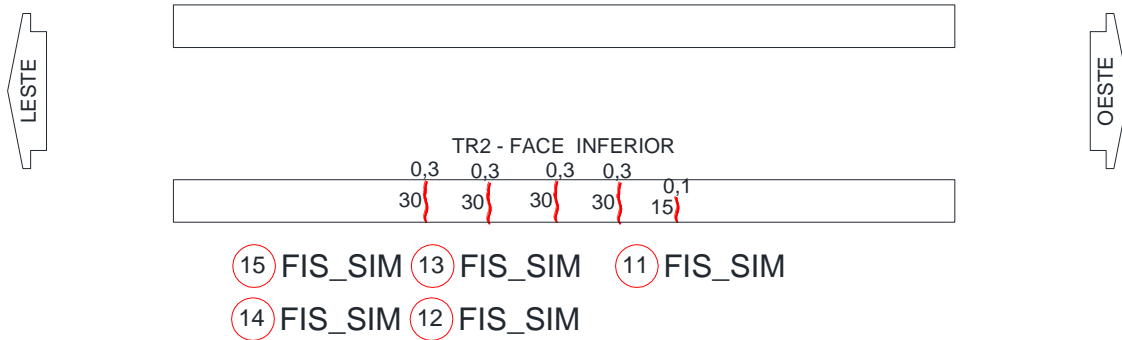 LESTE
OESTE
TR2 - FACE INFERIOR
0,3 0,3 0,3 0,3 0,1
30 30 30 30 15
15 FIS_SIM 13 FIS_SIM 11 FIS_SIM
14 FIS_SIM 12 FIS_SIM